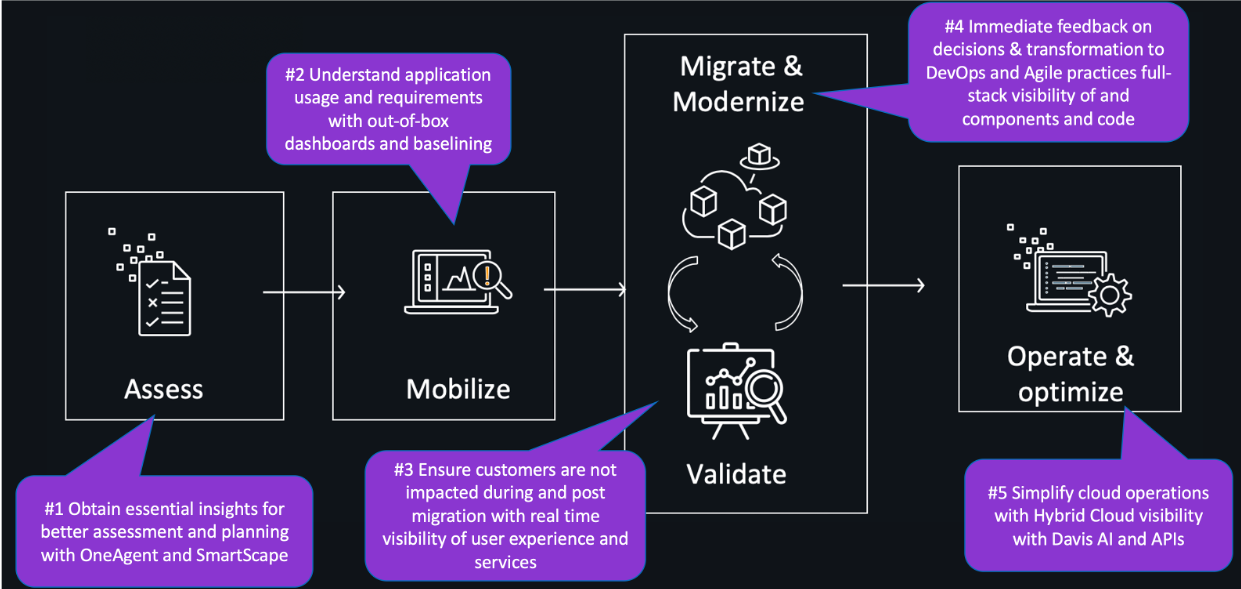 #1 Obtain essential insights for
better assessment and planning
with OneAgent and SmartScape
Assess
#2 Understand application
usage and requirements
with out-of-box
dashboards and baselining
Mobilize
#3 Ensure customers are not
impacted during and post
migration with real time
visibility of user experience and
services
Migrate &
Modernize
Validate
#4 Immediate feedback on
decisions & transformation to
DevOps and Agile practices full-
stack visibility of and
components and code
Operate &
optimize
#5 Simplify cloud operations
with Hybrid Cloud visibility
with Davis AI and APIs